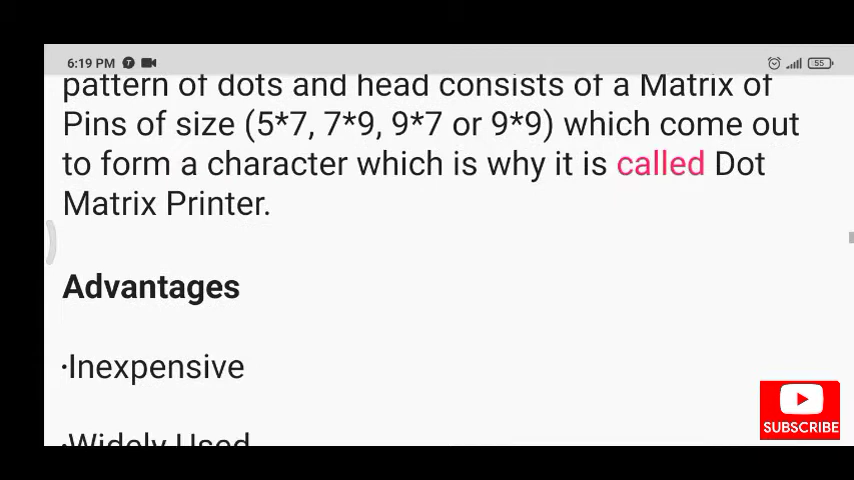 6:19 PM
55
pattern of dots and head consists of a Matrix of
Pins of size (5*7, 7*9, 9*7 or 9*9) which come out
to form a character which is why it is called Dot
Matrix Printer.
Advantages
·Inexpensive
·Widely Used
SUBSCRIBE